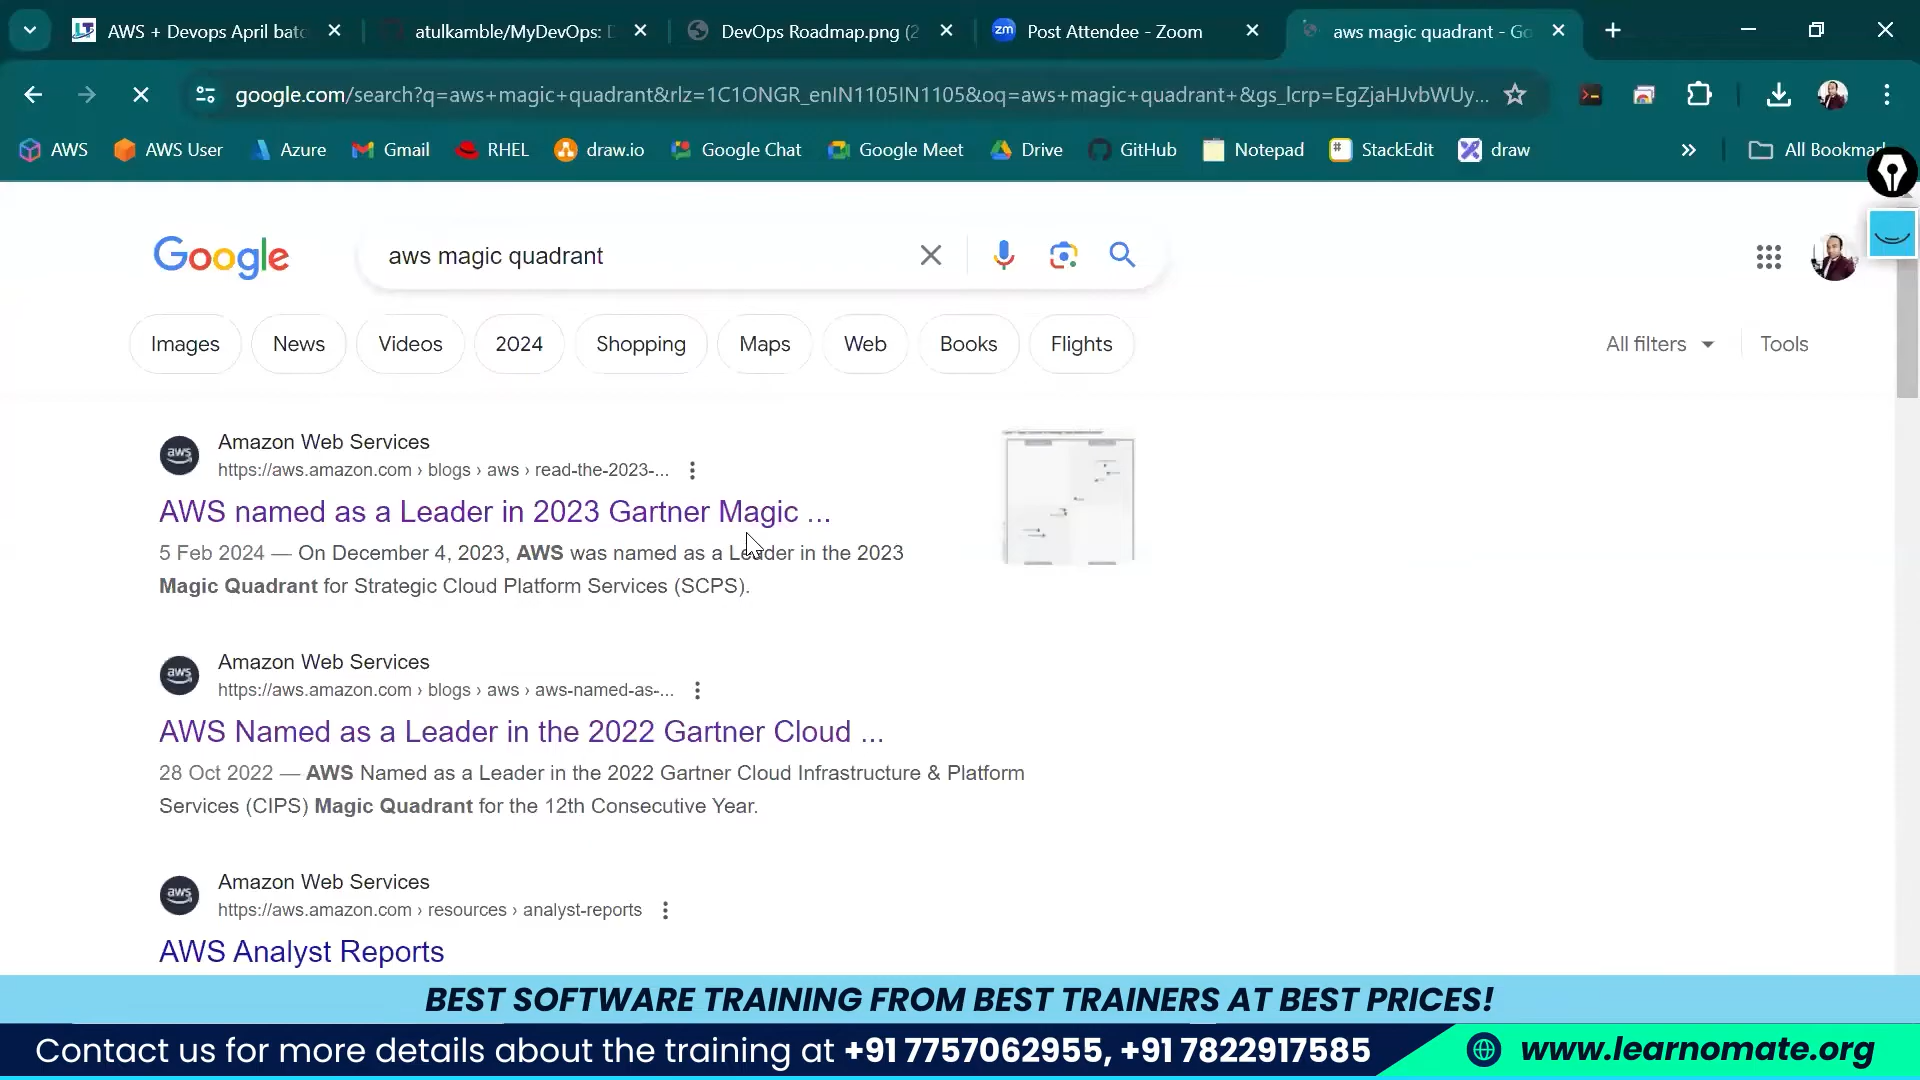 AWS + Devops April batc
atulkamble/MyDevOps: D
DevOps Roadmap.png (2
zm
Post Attendee - Zoom
aws magic quadrant - Go
google.com/search?q=aws+magic+quadrant&rlz=1C1ONGR_enIN1105IN1105&oq=aws+magic+quadrant+&gs_lcrp=EgZjaHJvbWUy...
AWS
AWS User
Azure
Gmail
RHEL
draw.io
Google Chat
Google Meet
Drive
GitHub
Notepad
StackEdit
draw
All Bookmar
Google
aws magic quadrant
Images
News
Videos
2024
Shopping
Maps
Web
Books
Flights
All filters
Tools
aws
Amazon Web Services
https://aws.amazon.com › blogs › aws › read-the-2023-...
AWS named as a Leader in 2023 Gartner Magic ...
5 Feb 2024 — On December 4, 2023, AWS was named as a Leader in the 2023
Magic Quadrant for Strategic Cloud Platform Services (SCPS).
aws
Amazon Web Services
https://aws.amazon.com › blogs › aws › aws-named-as-...
AWS Named as a Leader in the 2022 Gartner Cloud ...
28 Oct 2022 — AWS Named as a Leader in the 2022 Gartner Cloud Infrastructure & Platform
Services (CIPS) Magic Quadrant for the 12th Consecutive Year.
aws
Amazon Web Services
https://aws.amazon.com › resources › analyst-reports
AWS Analyst Reports
BEST SOFTWARE TRAINING FROM BEST TRAINERS AT BEST PRICES!
Contact us for more details about the training at +91 7757062955, +91 7822917585
www.learnomate.org